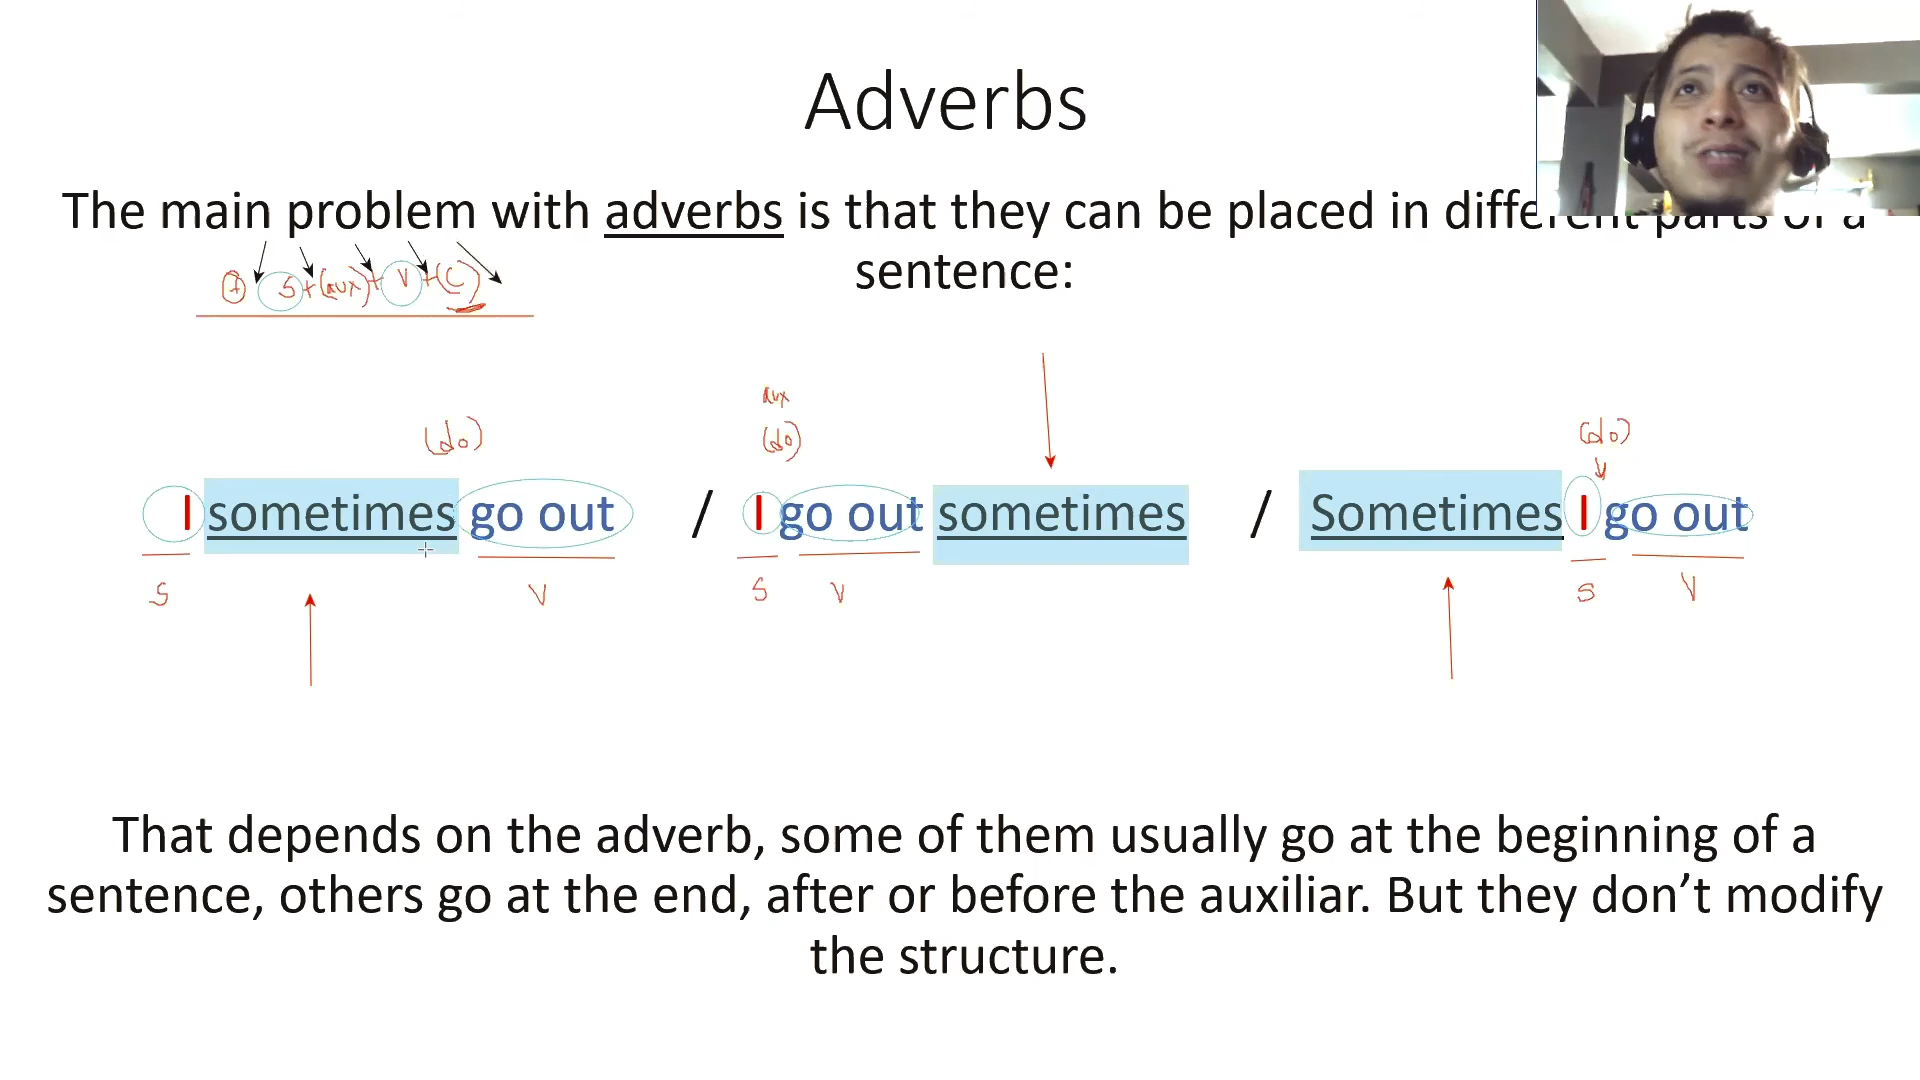 Adverbs
The main problem with adverbs is that they can be placed in different parts of a
sentence:
(+) S+(aux)+ V +(C)
aux
(do) (do) (do)
I sometimes go out / I go out sometimes / Sometimes I go out
S V S V S V
That depends on the adverb, some of them usually go at the beginning of a
sentence, others go at the end, after or before the auxiliar. But they don’t modify
the structure.